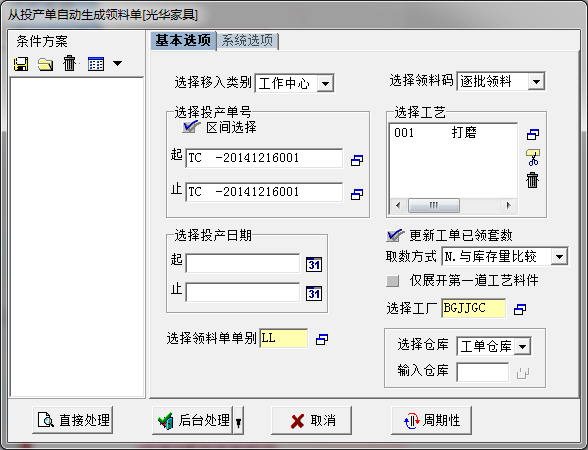 从投产单自动生成领料单[光华家具]
条件方案
基本选项 系统选项
选择移入类别 工作中心
选择领料码 逐批领料
选择投产单号
区间选择
起 TC -20141216001
止 TC -20141216001
选择工艺
001 打磨
选择投产日期
起 31
止 31
更新工单已领套数
取数方式 N.与库存量比较
仅展开第一道工艺料件
选择工厂 BGJJGC
选择领料单单别 LL
选择仓库 工单仓库
输入仓库
直接处理 后台处理 取消 周期性